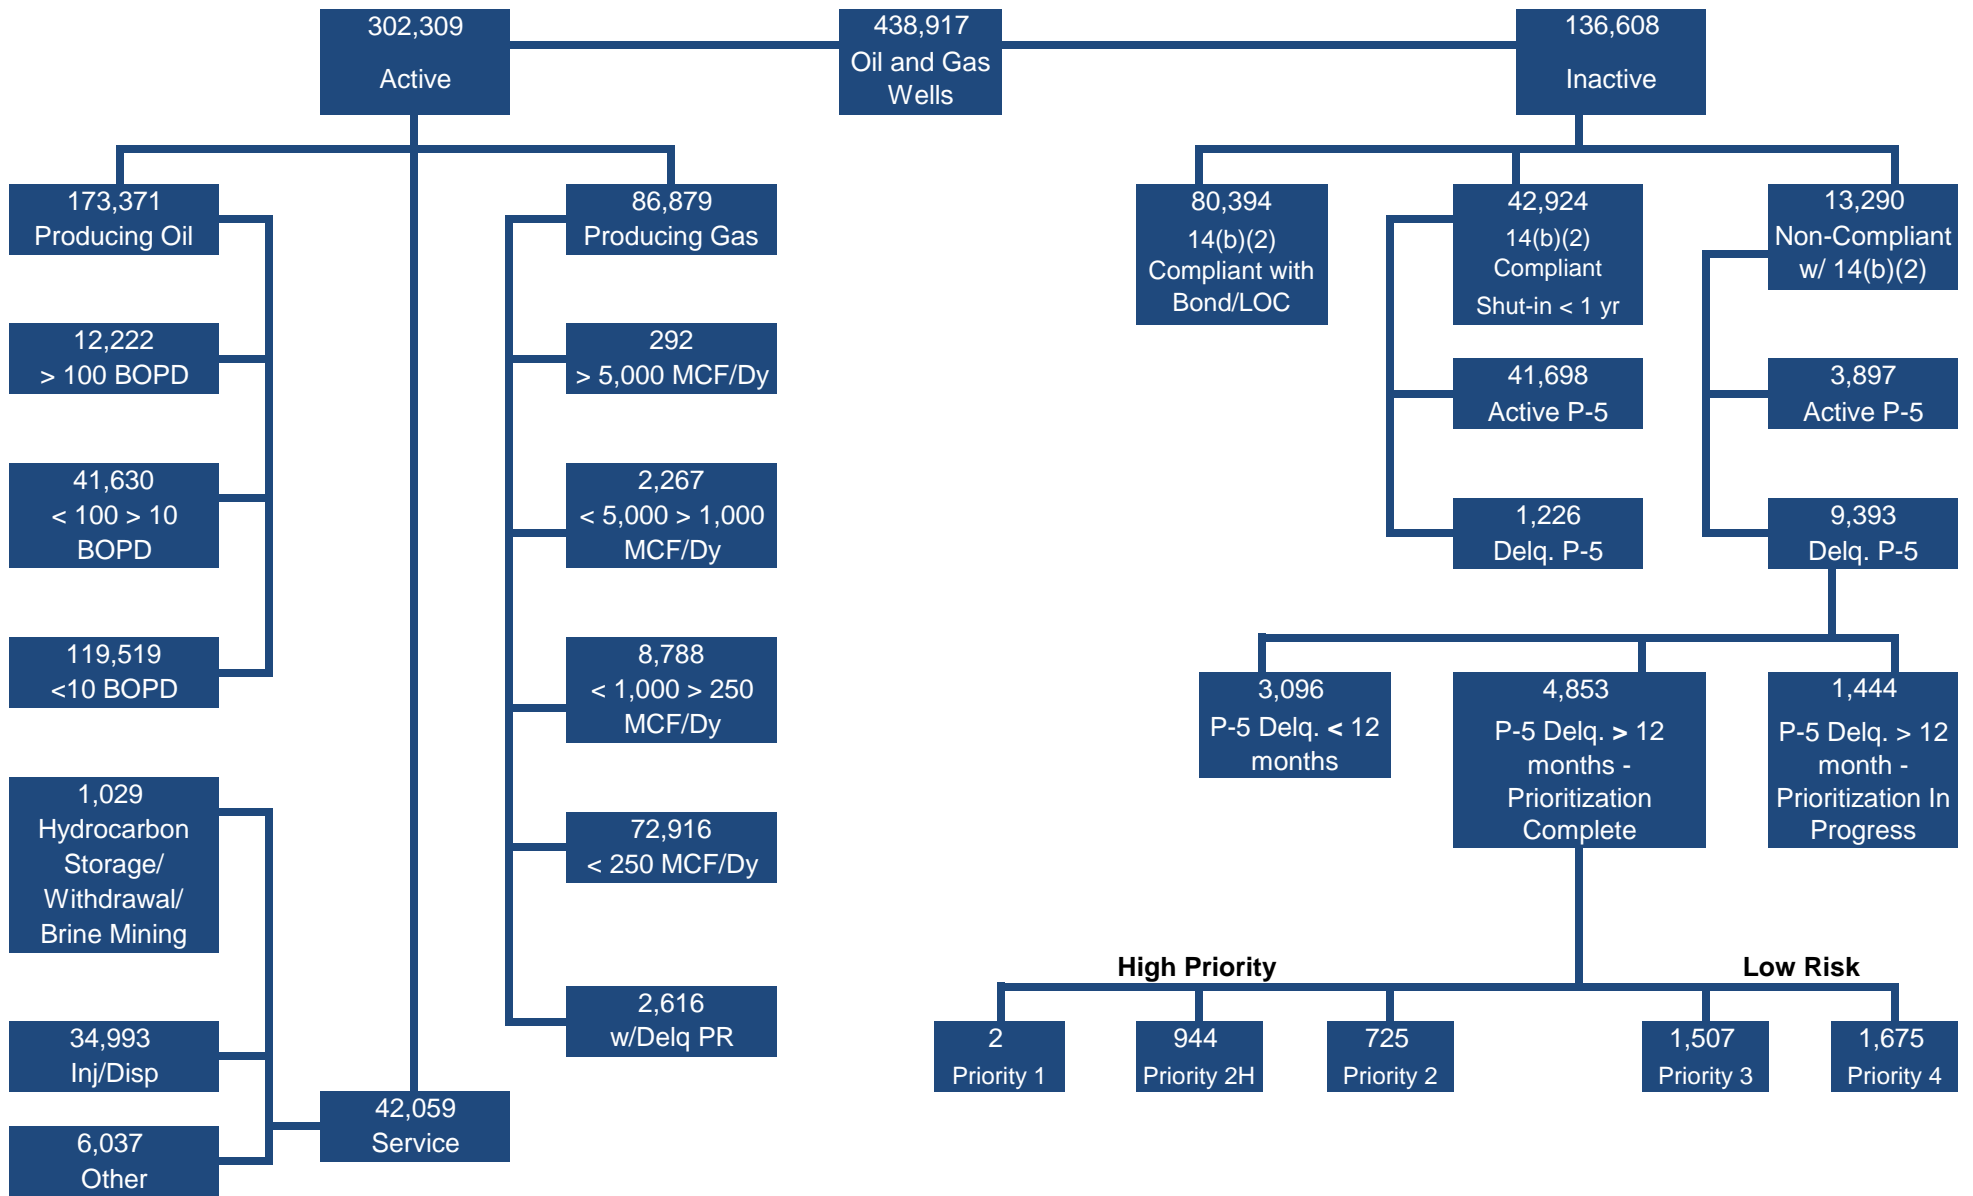 302,309
Active
438,917
Oil and Gas
Wells
136,608
Inactive
173,371
Producing Oil
86,879
Producing Gas
80,394
14(b)(2)
Compliant with
Bond/LOC
42,924
14(b)(2)
Compliant
Shut-in < 1 yr
13,290
Non-Compliant
w/ 14(b)(2)
12,222
> 100 BOPD
292
> 5,000 MCF/Dy
41,698
Active P-5
3,897
Active P-5
41,630
< 100 > 10
BOPD
2,267
< 5,000 > 1,000
MCF/Dy
1,226
Delq. P-5
9,393
Delq. P-5
119,519
<10 BOPD
8,788
< 1,000 > 250
MCF/Dy
3,096
P-5 Delq. < 12
months
4,853
P-5 Delq. > 12
months -
Prioritization
Complete
1,444
P-5 Delq. > 12
month -
Prioritization In
Progress
1,029
Hydrocarbon
Storage/
Withdrawal/
Brine Mining
72,916
< 250 MCF/Dy
High Priority
Low Risk
34,993
Inj/Disp
2,616
w/Delq PR
2
Priority 1
944
Priority 2H
725
Priority 2
1,507
Priority 3
1,675
Priority 4
42,059
Service
6,037
Other